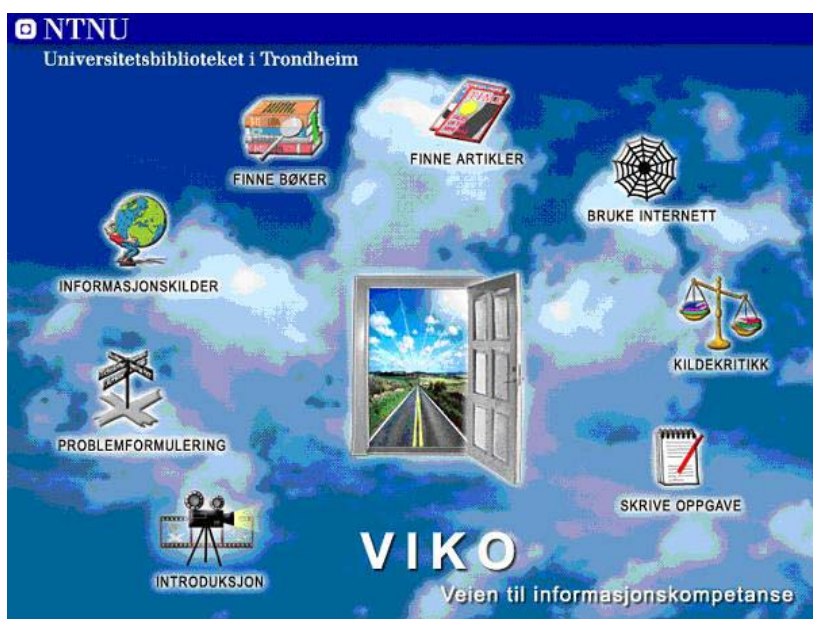 NTNU
Universitetsbiblioteket i Trondheim
FINNE BØKER
FINNE ARTIKLER
BRUKE INTERNETT
INFORMASJONSKILDER
KILDEKRITIKK
PROBLEMFORMULERING
SKRIVE OPPGAVE
INTRODUKSJON
VIKO
Veien til informasjonskompetanse